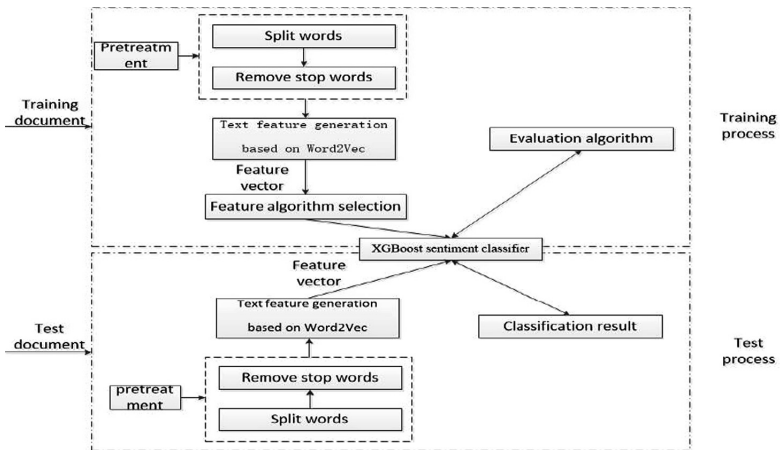 Split words
Pretreatm
ent
Remove stop words
Training
document
Text feature generation
based on Word2Vec
Feature
vector
Feature algorithm selection
Evaluation algorithm
Training
process
XGBoost sentiment classifier
Feature
vector
Text feature generation
based on Word2Vec
Test
document
Classification result
Test
process
pretreat
ment
Remove stop words
Split words